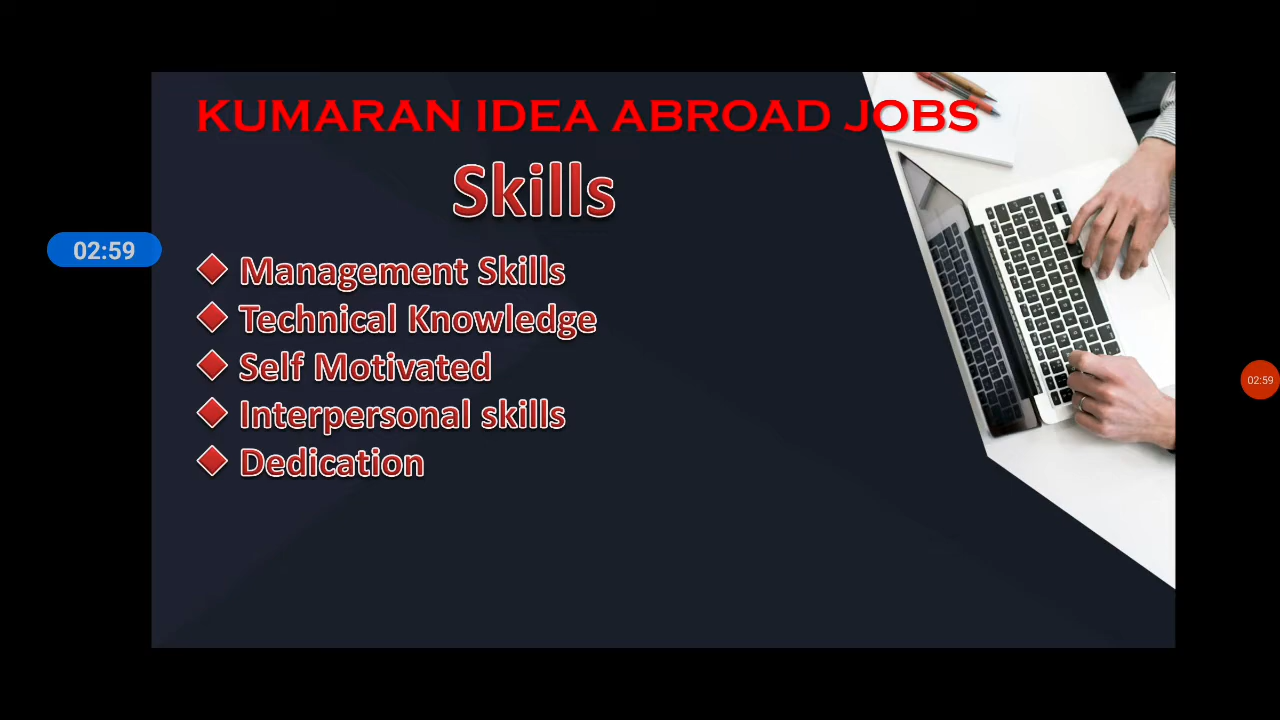 KUMARAN IDEA ABROAD JOBS
Skills
02:59
Management Skills
Technical Knowledge
Self Motivated
Interpersonal skills
Dedication
02:59